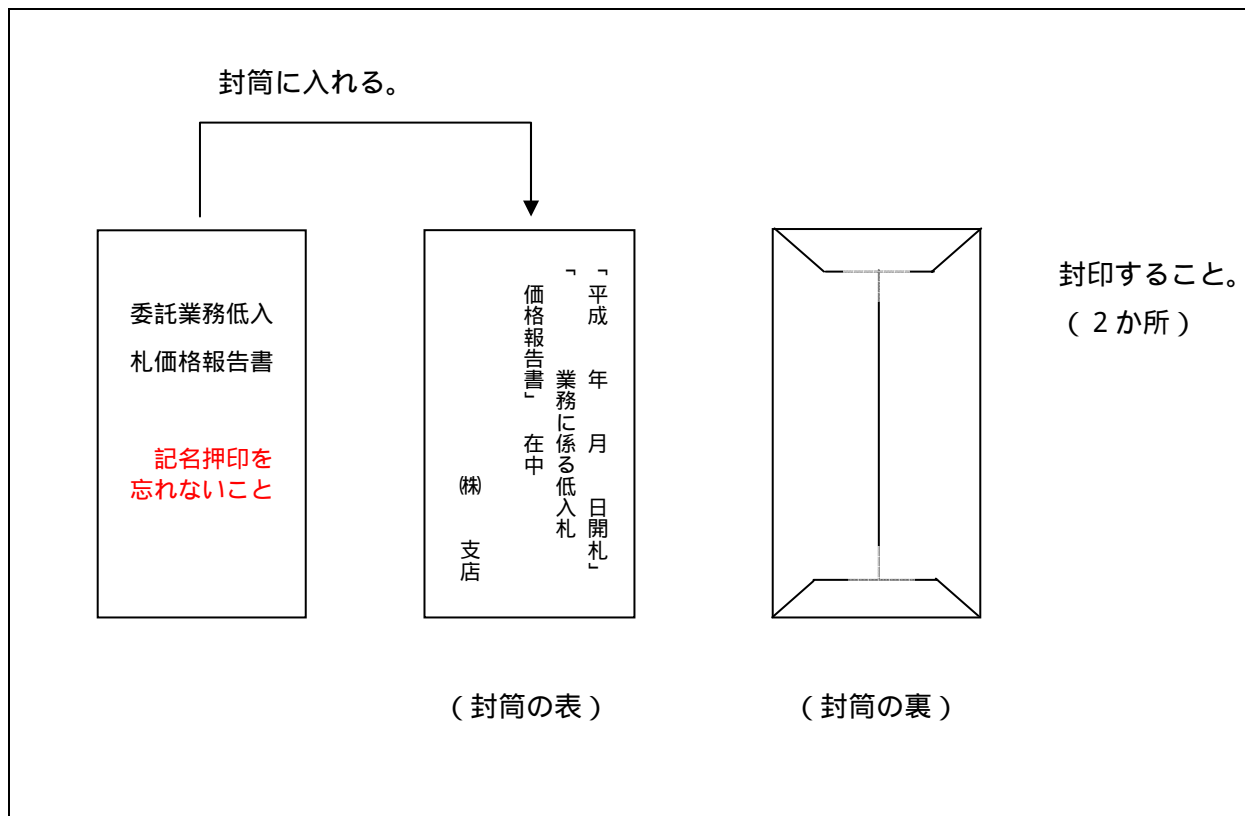 封筒に入れる。
委託業務低入
札価格報告書
記名押印を
忘れないこと
「平成　　年　　月　　日開札」
「　　　業務に係る低入札
価格報告書」　在中
㈱　　支店
封印すること。
（２か所）
（封筒の表）
（封筒の裏）